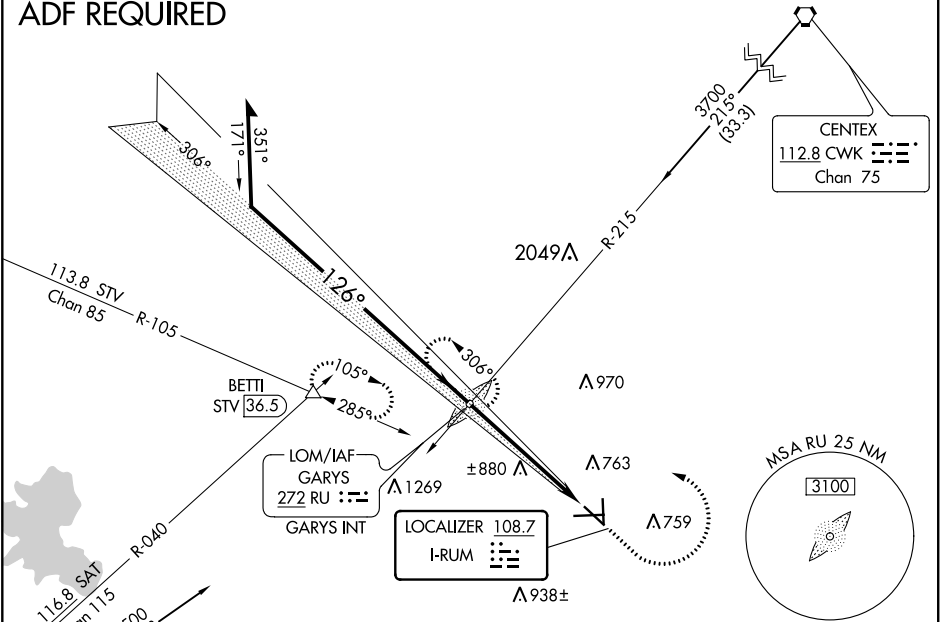 ADF REQUIRED
CENTEX
112.8 CWK
Chan 75
3700
215°
(33.3)
R-215
351°
171°
306°
126°
2049
113.8 STV
Chan 85
R-105
BETTI
STV 36.5
105°
285°
306°
970
LOM/IAF
GARYS
272 RU
GARYS INT
1269
±880
763
759
LOCALIZER 108.7
I-RUM
938±
MSA RU 25 NM
3100
R-040
116.8 SAT
115